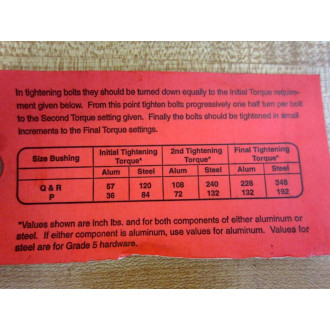 In tightening bolts they should be turned down equally to the Initial Torque require-
ment given below. From this point tighten bolts progressively one half turn per bolt
to the Second Torque setting given. Finally the bolts should be tightened in small
increments to the Final Torque settings.
Size Bushing Initial Tightening Torque* 2nd Tightening Torque* Final Tightening Torque*
Alum Steel Alum Steel Alum Steel
Q & R 57 120 108 240 228 348
P 36 84 72 132 132 192
*Values shown are inch lbs. and for both components of either aluminum or
steel. If either component is aluminum, use values for aluminum. Values for
steel are for Grade 5 hardware.